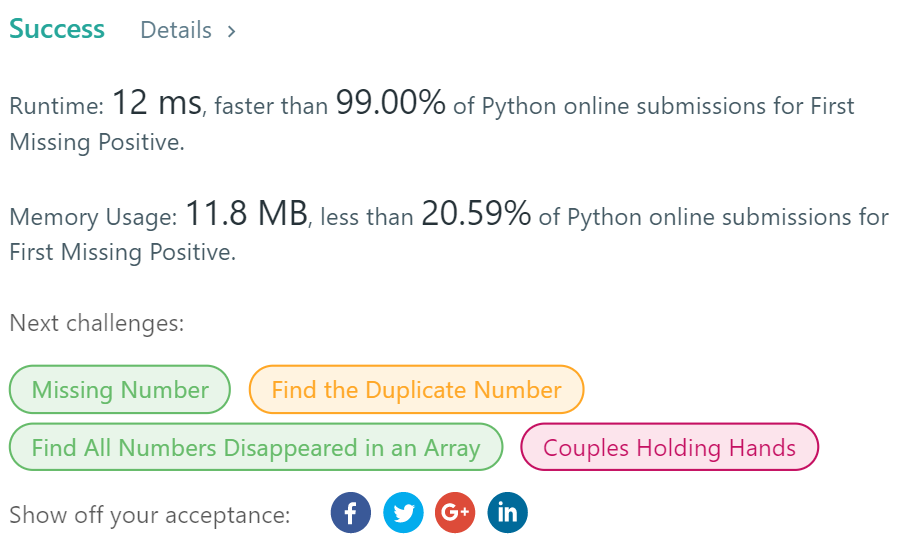 Success Details >
Runtime: 12 ms, faster than 99.00% of Python online submissions for First
Missing Positive.
Memory Usage: 11.8 MB, less than 20.59% of Python online submissions for
First Missing Positive.
Next challenges:
Missing Number Find the Duplicate Number
Find All Numbers Disappeared in an Array Couples Holding Hands
Show off your acceptance: f G+ in